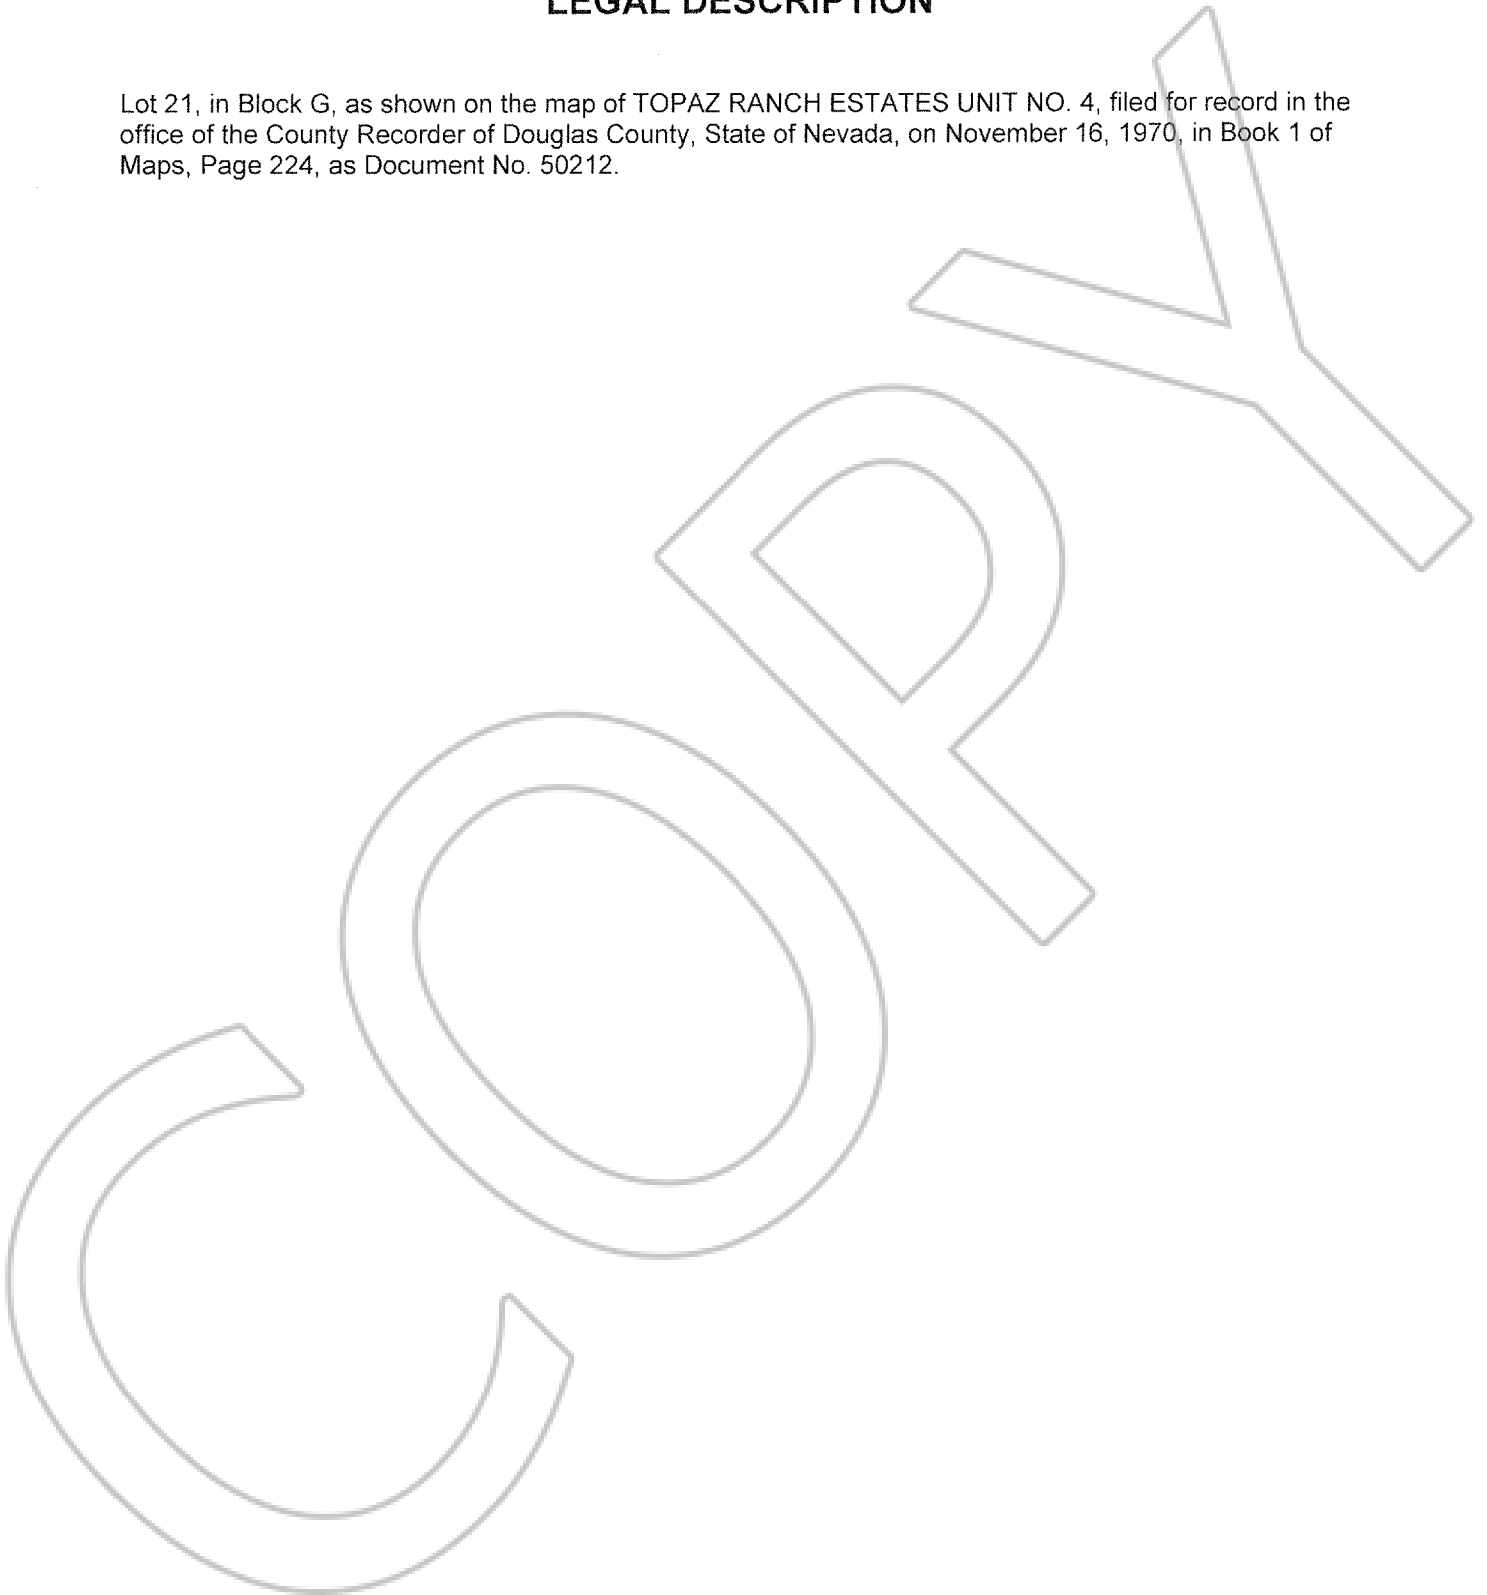 LEGAL DESCRIPTION
Lot 21, in Block G, as shown on the map of TOPAZ RANCH ESTATES UNIT NO. 4, filed for record in the
office of the County Recorder of Douglas County, State of Nevada, on November 16, 1970, in Book 1 of
Maps, Page 224, as Document No. 50212.
COPY